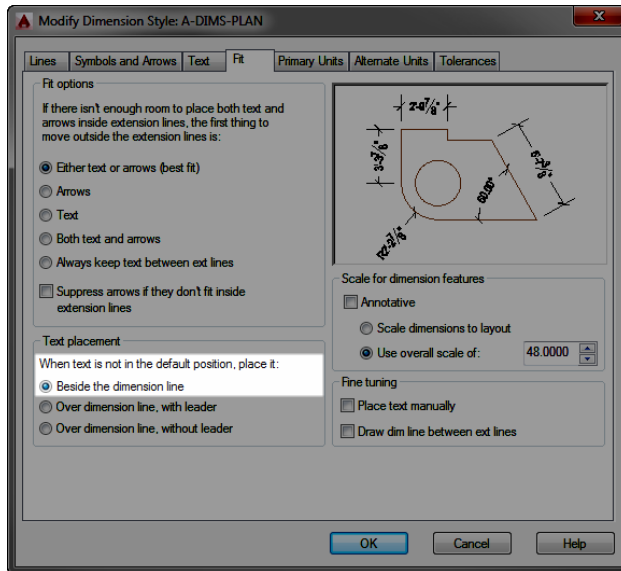 Modify Dimension Style: A-DIMS-PLAN
Lines Symbols and Arrows Text Fit Primary Units Alternate Units Tolerances
Fit options
If there isn't enough room to place both text and
arrows inside extension lines, the first thing to
move outside the extension lines is:
Either text or arrows (best fit)
Arrows
Text
Both text and arrows
Always keep text between ext lines
Suppress arrows if they don't fit inside
extension lines
Text placement
When text is not in the default position, place it:
Beside the dimension line
Over dimension line, with leader
Over dimension line, without leader
60.00°
Scale for dimension features
Annotative
Scale dimensions to layout
Use overall scale of: 48.0000
Fine tuning
Place text manually
Draw dim line between ext lines
OK Cancel Help